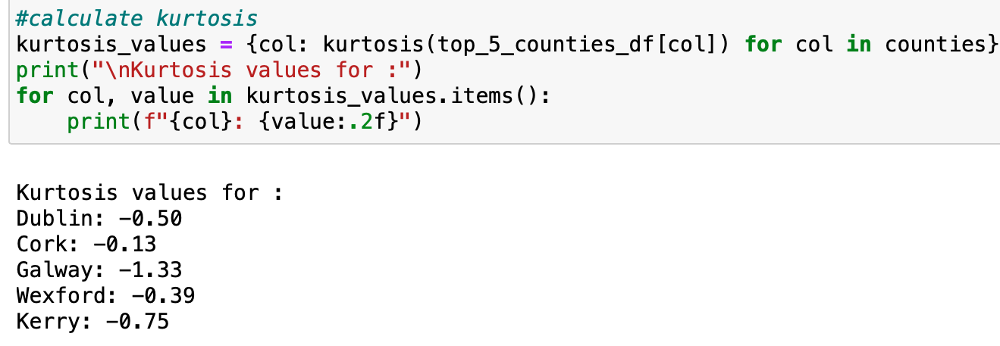 #calculate kurtosis
kurtosis_values = {col: kurtosis(top_5_counties_df[col]) for col in counties}
print("\nKurtosis values for :")
for col, value in kurtosis_values.items():
    print(f"{col}: {value:.2f}")
Kurtosis values for :
Dublin: -0.50
Cork: -0.13
Galway: -1.33
Wexford: -0.39
Kerry: -0.75